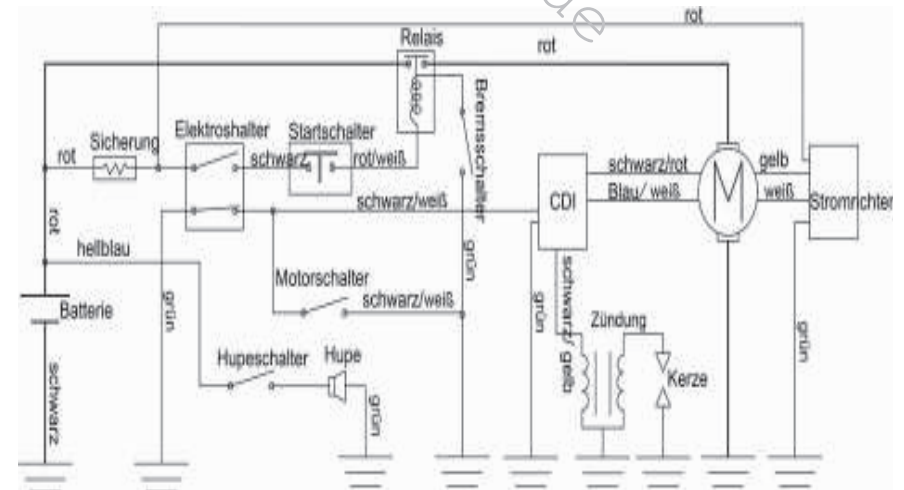 de
rot
rot
Relais
Bremsschalter
Sicherung
Elektroshalter
Startschalter
rot
schwarz
rot/weiß
schwarz/weiß
CDI
schwarz/rot
Blau/ weiß
M
gelb
weiß
Stromrichter
rot
hellblau
grün
Batterie
schwarz
Motorschalter
schwarz/weiß
grün
Hupeschalter
Hupe
grün
grün
schwarz/ gelb
Zündung
Kerze
grün